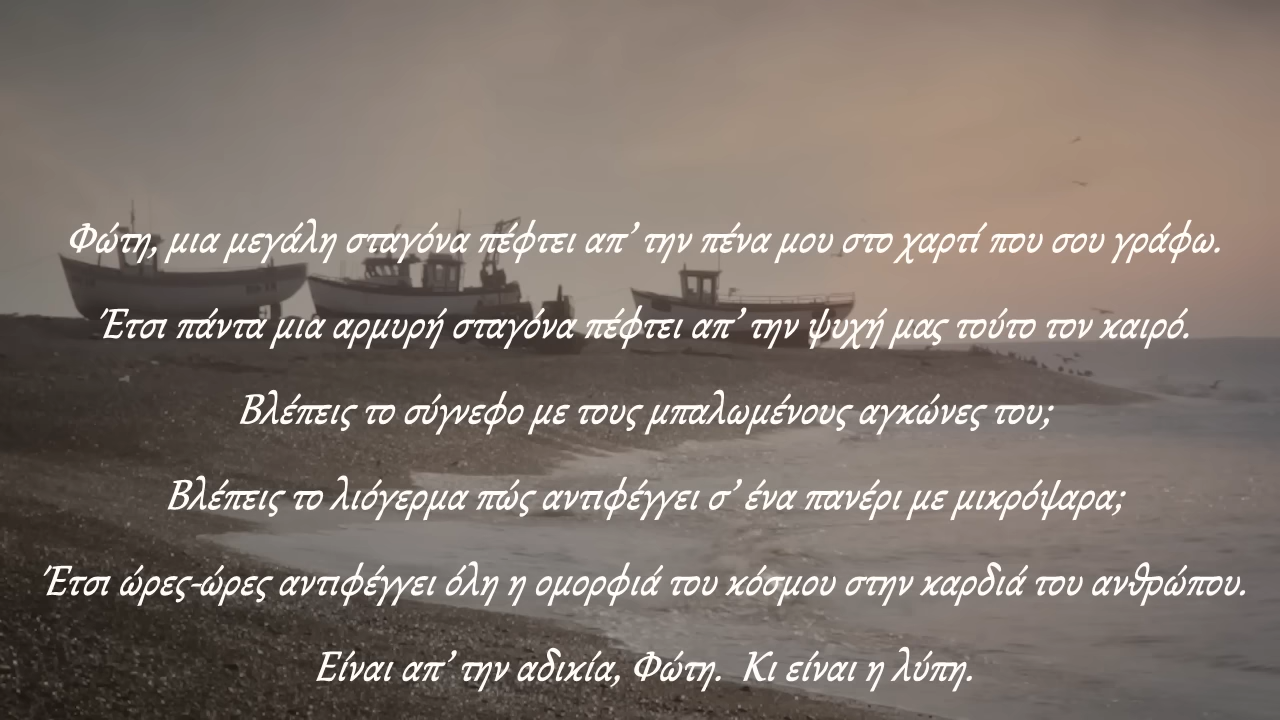 Φώτη, μια μεγάλη σταγόνα πέφτει απ’ την πένα μου στο χαρτί που σου γράφω.
Έτσι πάντα μια αρμυρή σταγόνα πέφτει απ’ την ψυχή μας τούτο τον καιρό.
Βλέπεις το σύγνεφο με τους μπαλωμένους αγκώνες του;
Βλέπεις το λιόγερμα πώς αντιφέγγει σ’ ένα πανέρι με μικρόψαρα;
Έτσι ώρες-ώρες αντιφέγγει όλη η ομορφιά του κόσμου στην καρδιά του ανθρώπου.
Είναι απ’ την αδικία, Φώτη. Κι είναι η λύπη.